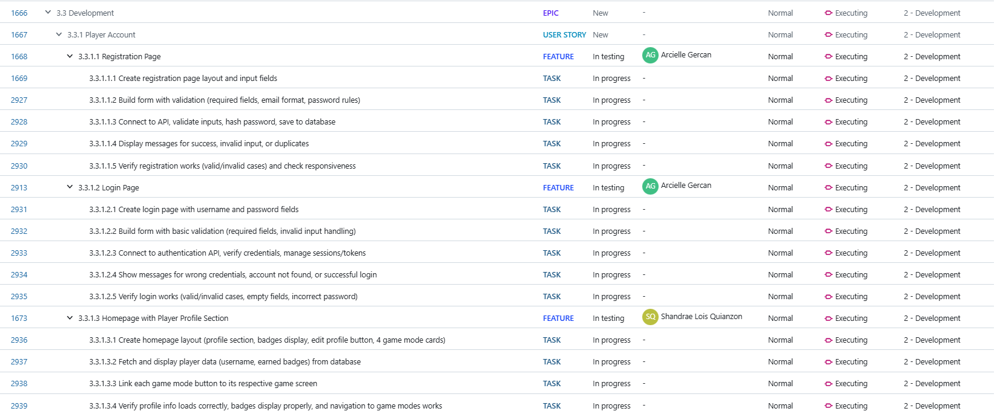 1666 3.3 Development EPIC New - Normal Executing 2 - Development
1667 3.3.1 Player Account USER STORY New - Normal Executing 2 - Development
1668 3.3.1.1 Registration Page FEATURE In testing AG Arcielle Gercan Normal Executing 2 - Development
1669 3.3.1.1.1 Create registration page layout and input fields TASK In progress - Normal Executing 2 - Development
2927 3.3.1.1.2 Build form with validation (required fields, email format, password rules) TASK In progress - Normal Executing 2 - Development
2928 3.3.1.1.3 Connect to API, validate inputs, hash password, save to database TASK In progress - Normal Executing 2 - Development
2929 3.3.1.1.4 Display messages for success, invalid input, or duplicates TASK In progress - Normal Executing 2 - Development
2930 3.3.1.1.5 Verify registration works (valid/invalid cases) and check responsiveness TASK In progress - Normal Executing 2 - Development
2913 3.3.1.2 Login Page FEATURE In testing AG Arcielle Gercan Normal Executing 2 - Development
2931 3.3.1.2.1 Create login page with username and password fields TASK In progress - Normal Executing 2 - Development
2932 3.3.1.2.2 Build form with basic validation (required fields, invalid input handling) TASK In progress - Normal Executing 2 - Development
2933 3.3.1.2.3 Connect to authentication API, verify credentials, manage sessions/tokens TASK In progress - Normal Executing 2 - Development
2934 3.3.1.2.4 Show messages for wrong credentials, account not found, or successful login TASK In progress - Normal Executing 2 - Development
2935 3.3.1.2.5 Verify login works (valid/invalid cases, empty fields, incorrect password) TASK In progress - Normal Executing 2 - Development
1673 3.3.1.3 Homepage with Player Profile Section FEATURE In testing SQ Shandrae Lois Quianzon Normal Executing 2 - Development
2936 3.3.1.3.1 Create homepage layout (profile section, badges display, edit profile button, 4 game mode cards) TASK In progress - Normal Executing 2 - Development
2937 3.3.1.3.2 Fetch and display player data (username, earned badges) from database TASK In progress - Normal Executing 2 - Development
2938 3.3.1.3.3 Link each game mode button to its respective game screen TASK In progress - Normal Executing 2 - Development
2939 3.3.1.3.4 Verify profile info loads correctly, badges display properly, and navigation to game modes works TASK In progress - Normal Executing 2 - Development